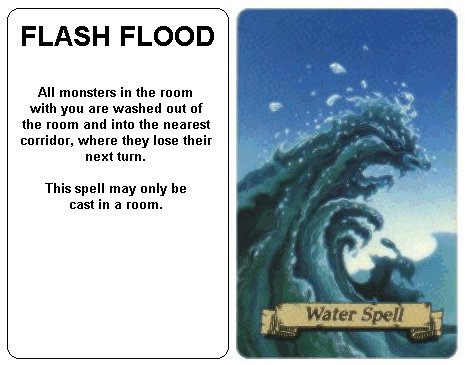 FLASH FLOOD
All monsters in the room
with you are washed out of
the room and into the nearest
corridor, where they lose their
next turn.
This spell may only be
cast in a room.
Water Spell